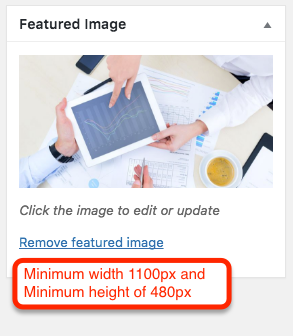 Featured Image
Click the image to edit or update
Remove featured image
Minimum width 1100px and
Minimum height of 480px